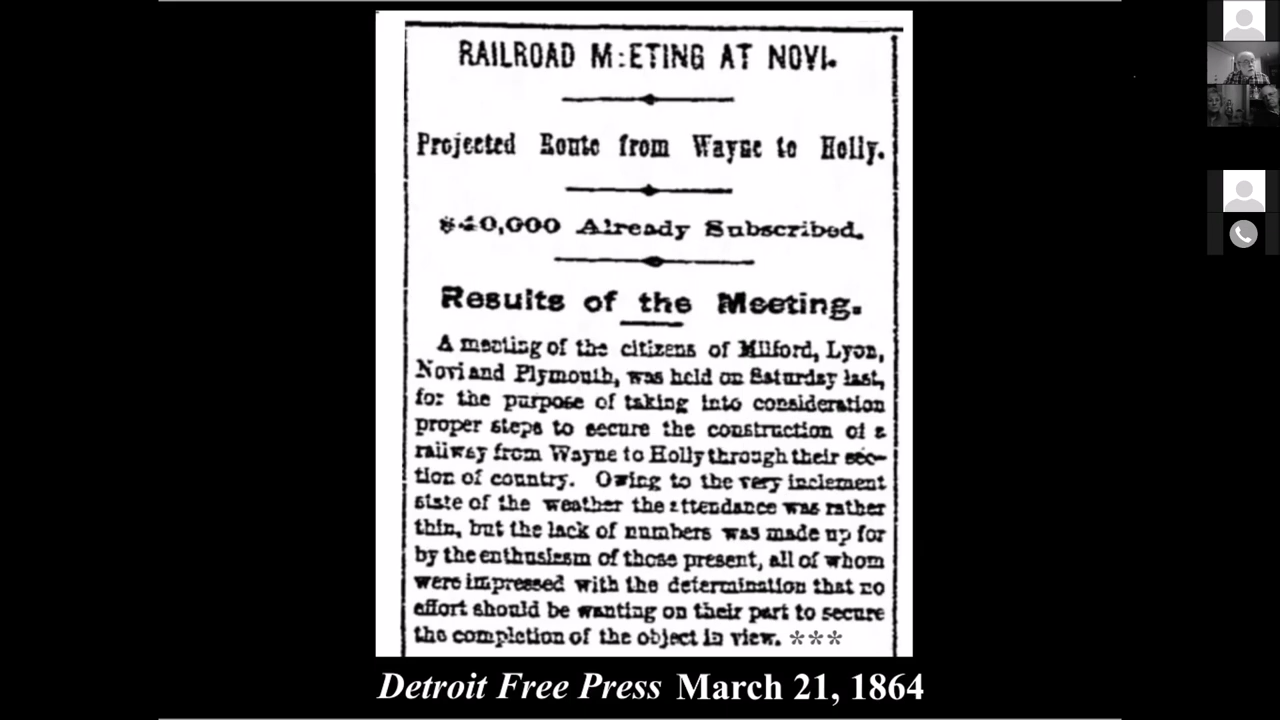 RAILROAD MEETING AT NOVI.
Projected Route from Wayne to Holly.
$40,000 Already Subscribed.
Results of the Meeting.
A meeting of the citizens of Milford, Lyon,
Novi and Plymouth, was held on Saturday last,
for the purpose of taking into consideration
proper steps to secure the construction of a
railway from Wayne to Holly through their sec-
tion of country. Owing to the very inclement
state of the weather the attendance was rather
thin, but the lack of numbers was made up for
by the enthusiasm of those present, all of whom
were impressed with the determination that no
effort should be wanting on their part to secure
the completion of the object in view. ***
Detroit Free Press March 21, 1864